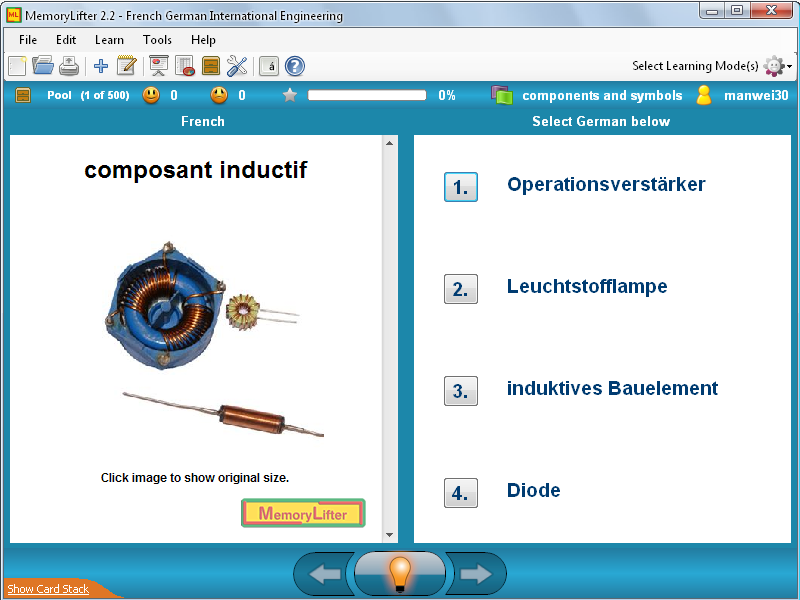 ML MemoryLifter 2.2 - French German International Engineering
File Edit Learn Tools Help
á ? Select Learning Mode(s)
Pool (1 of 500) 0 0 0% components and symbols manwei30
French
Select German below
composant inductif
Click image to show original size.
MemoryLifter
1. Operationsverstärker
2. Leuchtstofflampe
3. induktives Bauelement
4. Diode
Show Card Stack